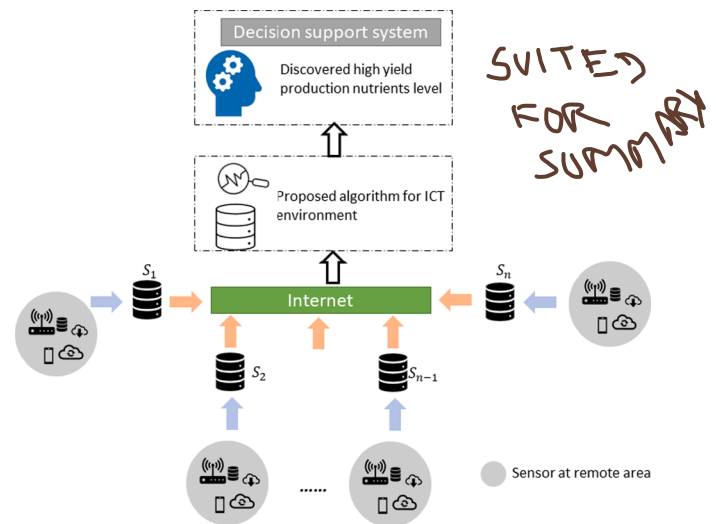 Decision support system
Discovered high yield
production nutrients level
SUITED
FOR
SUMMARY
Proposed algorithm for ICT
environment
S₁
Sₙ
Internet
S₂
Sₙ₋₁
......
Sensor at remote area